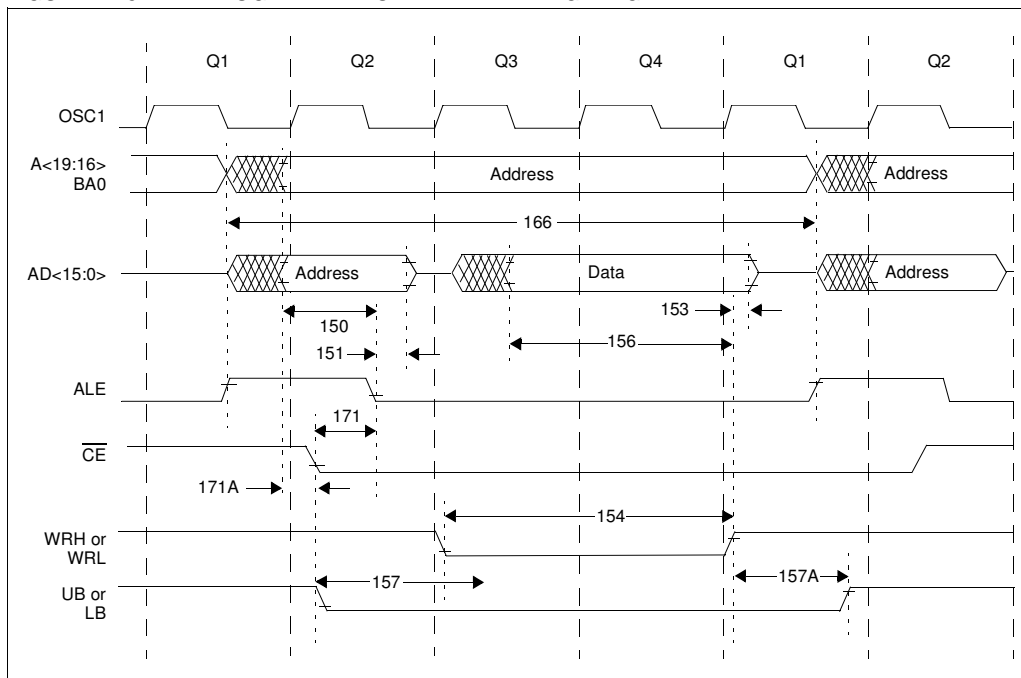 Q1 Q2 Q3 Q4 Q1 Q2
OSC1
A<19:16>
BA0
Address Address
166
AD<15:0>
Address Data Address
150
153
151
156
ALE
171
CE
171A
154
WRH or
WRL
157
157A
UB or
LB